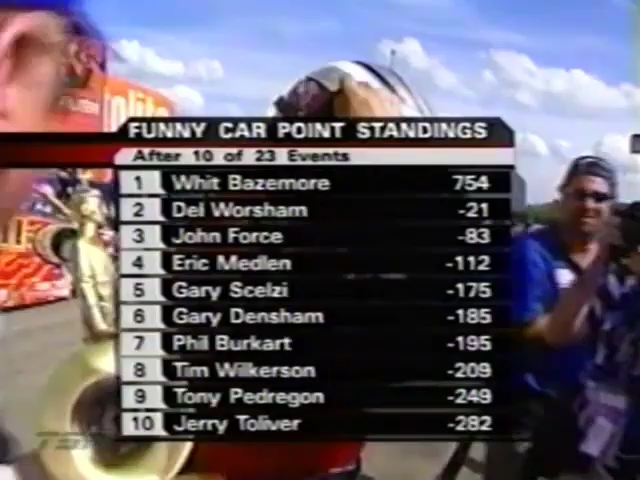 FUNNY CAR POINT STANDINGS
After 10 of 23 Events
1 Whit Bazemore 754
2 Del Worsham -21
3 John Force -83
4 Eric Medlen -112
5 Gary Scelzi -175
6 Gary Densham -185
7 Phil Burkart -195
8 Tim Wilkerson -209
9 Tony Pedregon -249
10 Jerry Toliver -282